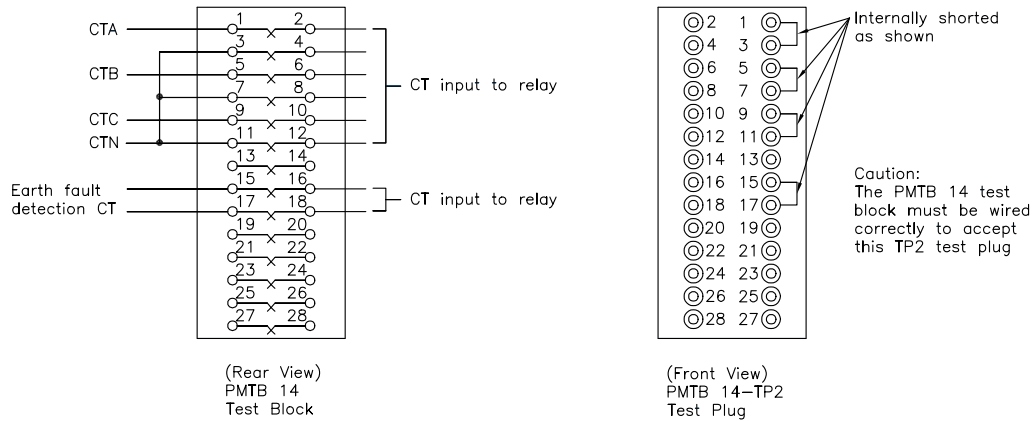 CTA
CTB
CTC
CTN
Earth fault
detection CT
1 2
3 4
5 6
7 8
9 10
11 12
13 14
15 16
17 18
19 20
21 22
23 24
25 26
27 28
CT input to relay
CT input to relay
(Rear View)
PMTB 14
Test Block
2 1
4 3
6 5
8 7
10 9
12 11
14 13
16 15
18 17
20 19
22 21
24 23
26 25
28 27
Internally shorted
as shown
Caution:
The PMTB 14 test
block must be wired
correctly to accept
this TP2 test plug
(Front View)
PMTB 14-TP2
Test Plug